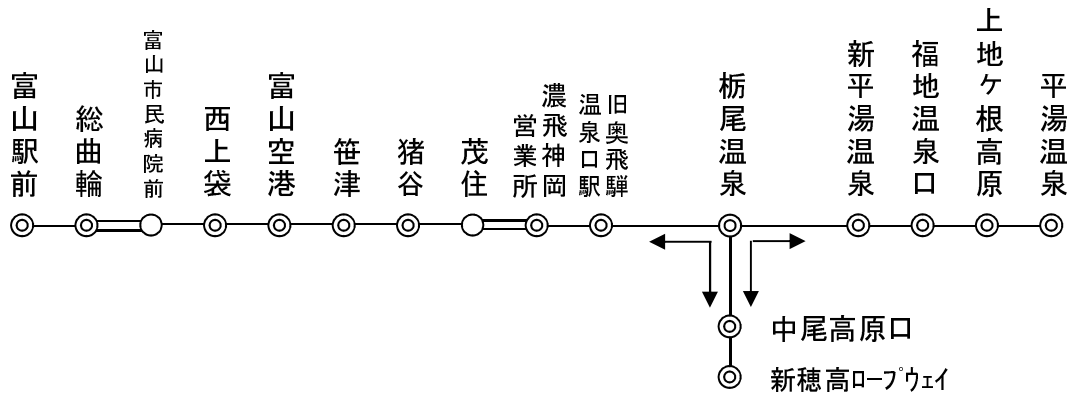 富山駅前
総曲輪
富山市民病院前
西上袋
富山空港
笹津
猪谷
茂住
濃飛神岡
営業所
旧奥飛騨
温泉口駅
栃尾温泉
新平湯温泉
福地温泉口
上地ケ根高原
平湯温泉
中尾高原口
新穂高ロープウェイ